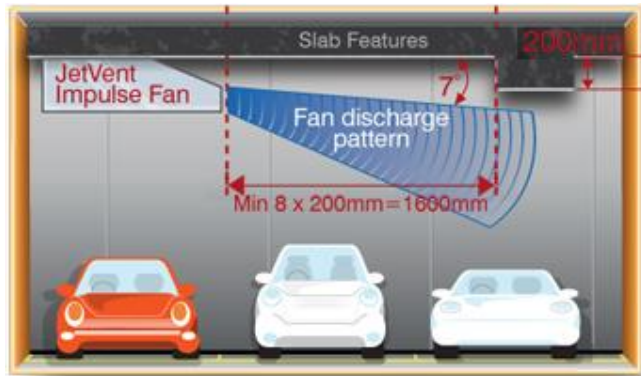 Slab Features
200mm
JetVent
Impulse Fan
7°
Fan discharge
pattern
Min 8 x 200mm=1600mm